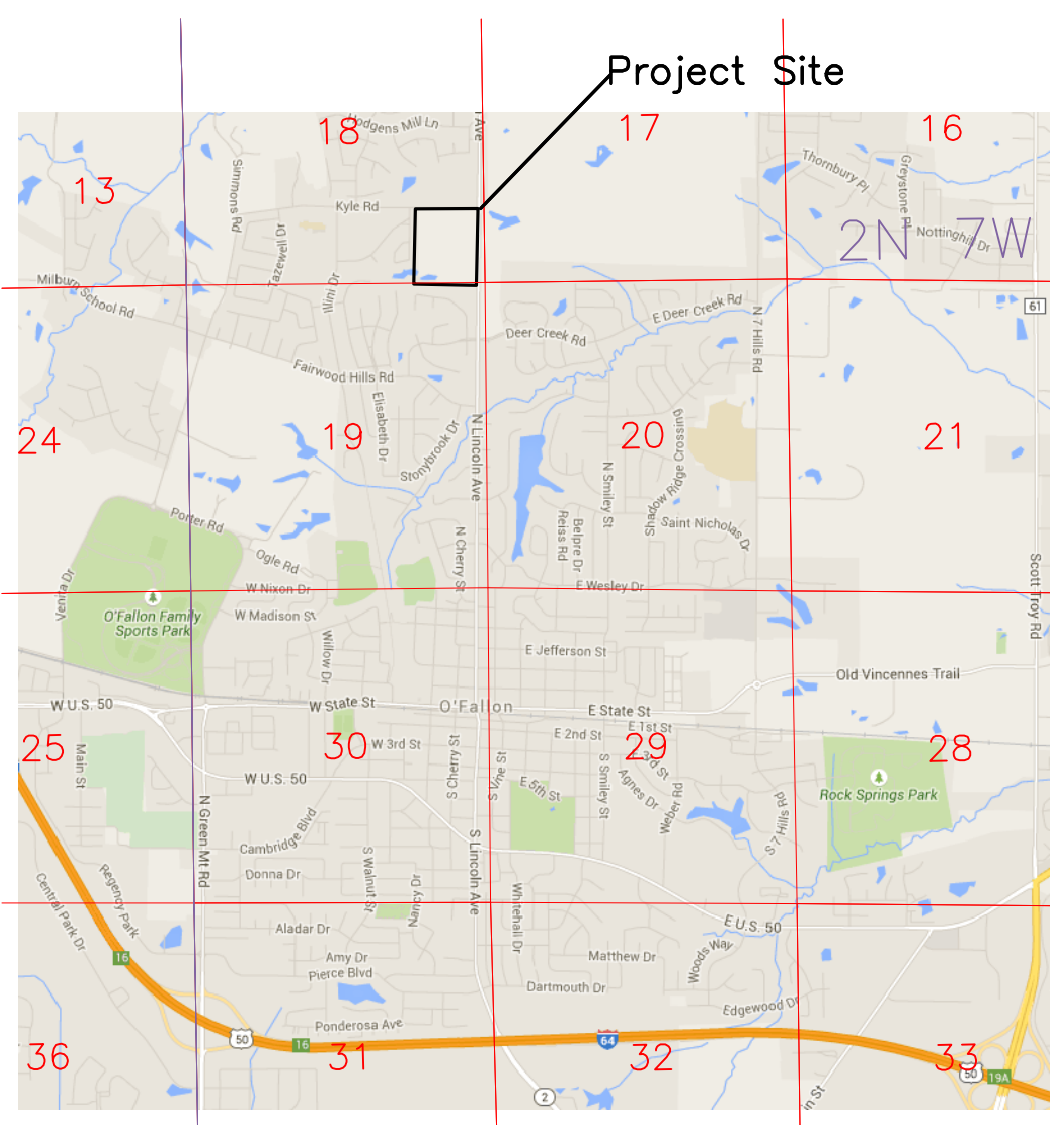 Project Site
Hodgens Mill Ln
Ave
18
17
16
13
Simmons Rd
Kyle Rd
Thornbury Pl
Greystone Pl
Nottinghill Dr
2N 7W
Tazewell Dr
Illini Dr
Milburn School Rd
E Deer Creek Rd
Deer Creek Rd
N 7 Hills Rd
61
Fairwood Hills Rd
Elisabeth Dr
Stonybrook Dr
N Lincoln Ave
24
19
20
21
N Smiley St
Shadow Ridge Crossing
Saint Nicholas Dr
Porter Rd
Ogle Rd
N Cherry St
Reiss Rd
Belpre Dr
Venita Dr
W Nixon Dr
E Wesley Dr
Scott Troy Rd
O'Fallon Family
Sports Park
W Madison St
Willow Dr
E Jefferson St
Old Vincennes Trail
W U.S. 50
W State St
O'Fallon
E State St
E 1st St
E 2nd St
25
30
W 3rd St
29
E 3rd St
28
Main St
S Cherry St
S Vine St
W U.S. 50
E 5th St
S Smiley St
Agnes Dr
Weber Rd
S 7 Hills Rd
Rock Springs Park
N Green Mt Rd
Cambridge Blvd
Donna Dr
S Walnut St
Nancy Dr
S Lincoln Ave
Whitehall Dr
Central Park Dr
Regency Park
Aladar Dr
E U.S. 50
Amy Dr
Pierce Blvd
Matthew Dr
Woods Way
16
Dartmouth Dr
Edgewood Dr
Ponderosa Ave
50
16
64
36
31
32
33
50
19A
2
in St